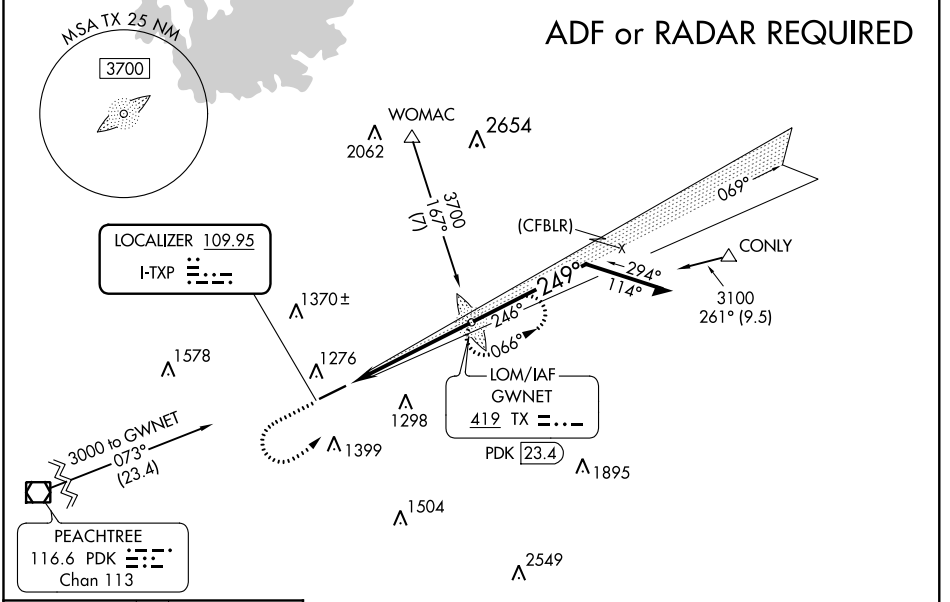 MSA TX 25 NM
3700
ADF or RADAR REQUIRED
WOMAC
2062
2654
3700
167°
(7)
069°
(CFBLR)
CONLY
294°
114°
3100
261° (9.5)
LOCALIZER 109.95
I-TXP
249°
246°
066°
1370 ±
1578
1276
LOM/IAF
GWNET
419 TX
PDK 23.4
1298
1399
1895
3000 to GWNET
073°
(23.4)
1504
PEACHTREE
116.6 PDK
Chan 113
2549